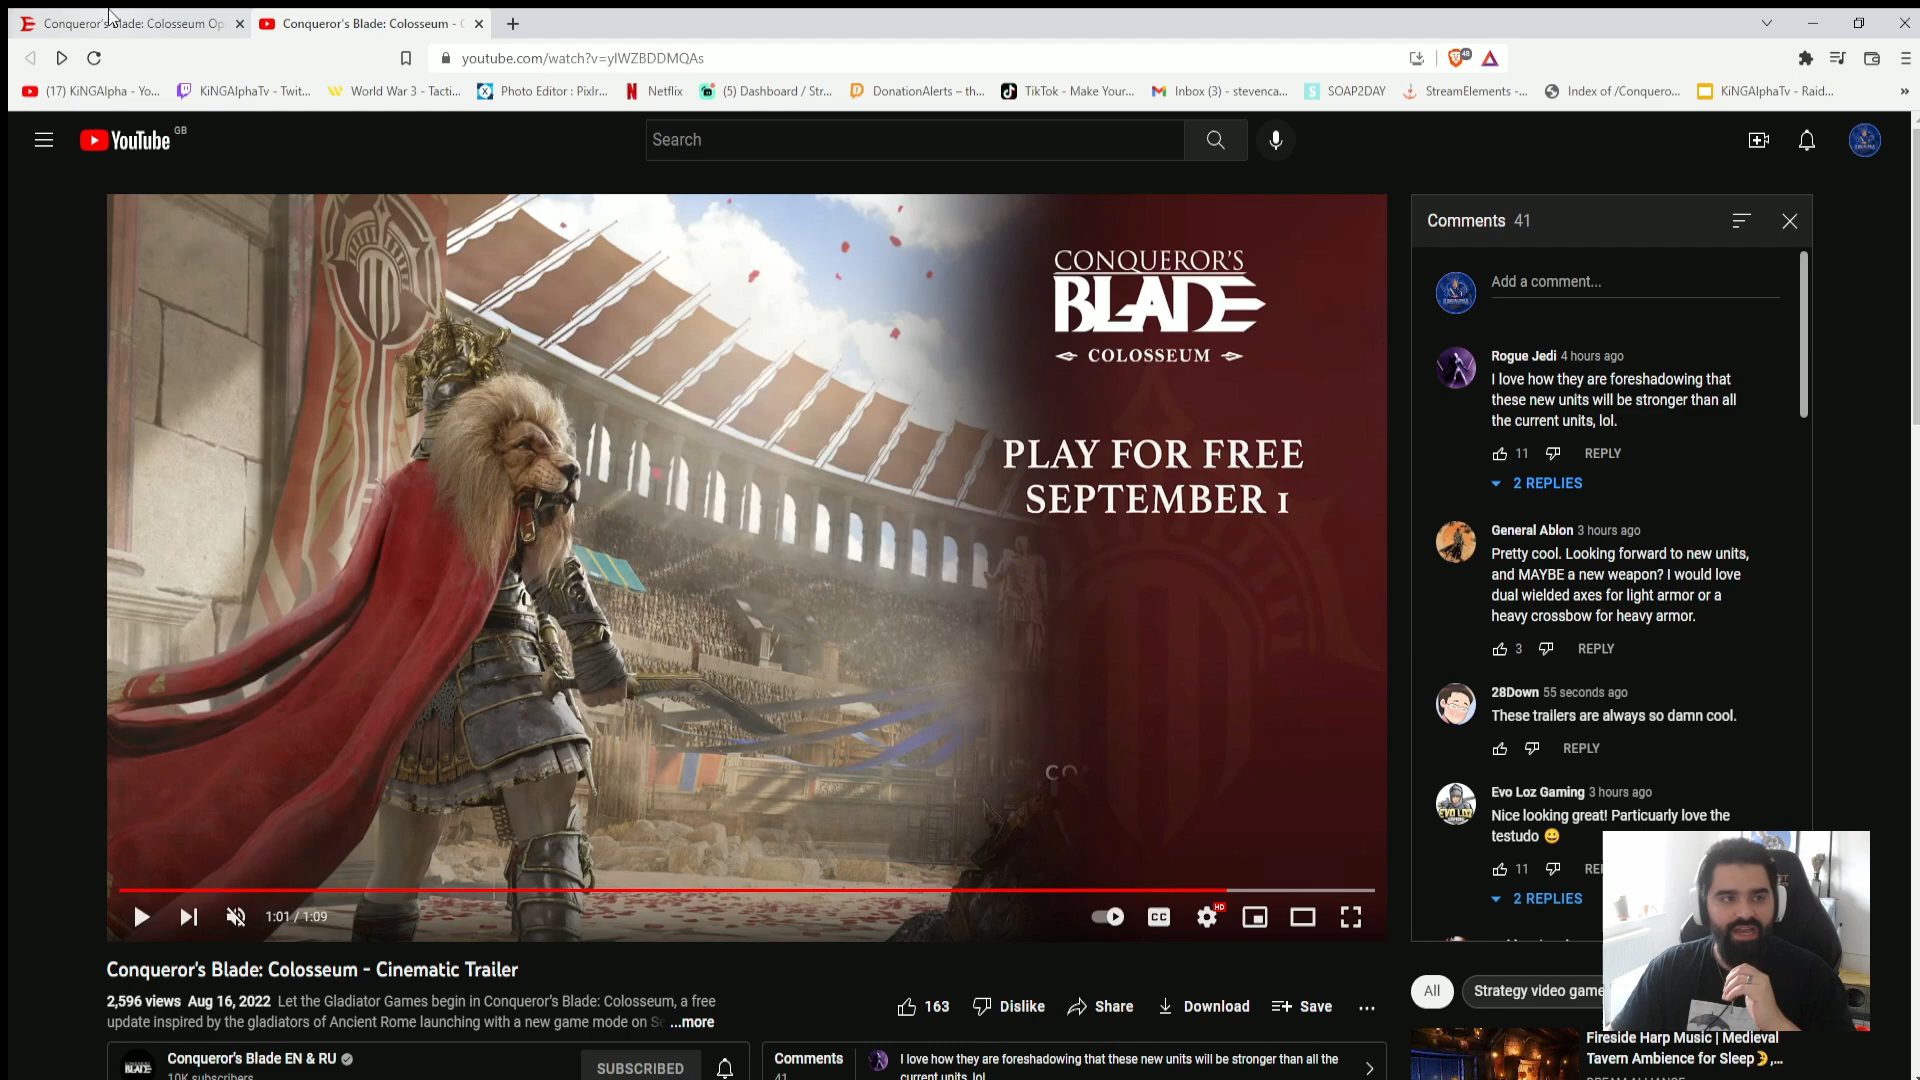 Conqueror's Blade: Colosseum Op
Conqueror's Blade: Colosseum -
youtube.com/watch?v=ylWZBDDMQAs
48
(17) KiNGAlpha - Yo...
KiNGAlphaTv - Twit...
World War 3 - Tacti...
Photo Editor : Pixlr...
Netflix
(5) Dashboard / Str...
DonationAlerts – th...
TikTok - Make Your...
Inbox (3) - stevenca...
SOAP2DAY
StreamElements -...
Index of /Conquero...
KiNGAlphaTv - Raid...
YouTube GB
Search
CONQUEROR'S
BLADE
COLOSSEUM
PLAY FOR FREE
SEPTEMBER 1
1:01 / 1:09
CC
HD
Comments 41
Add a comment...
Rogue Jedi 4 hours ago
I love how they are foreshadowing that
these new units will be stronger than all
the current units, lol.
11 REPLY
2 REPLIES
General Ablon 3 hours ago
Pretty cool. Looking forward to new units,
and MAYBE a new weapon? I would love
dual wielded axes for light armor or a
heavy crossbow for heavy armor.
3 REPLY
28Down 55 seconds ago
These trailers are always so damn cool.
REPLY
Evo Loz Gaming 3 hours ago
Nice looking great! Particuarly love the
testudo 😀
11 RE
2 REPLIES
Conqueror's Blade: Colosseum - Cinematic Trailer
2,596 views Aug 16, 2022 Let the Gladiator Games begin in Conqueror's Blade: Colosseum, a free
update inspired by the gladiators of Ancient Rome launching with a new game mode on S ...more
163 Dislike Share Download Save
Conqueror's Blade EN & RU
10K subscribers
SUBSCRIBED
Comments
41
I love how they are foreshadowing that these new units will be stronger than all the
current units, lol.
All
Strategy video game
Fireside Harp Music | Medieval
Tavern Ambience for Sleep🌛,...